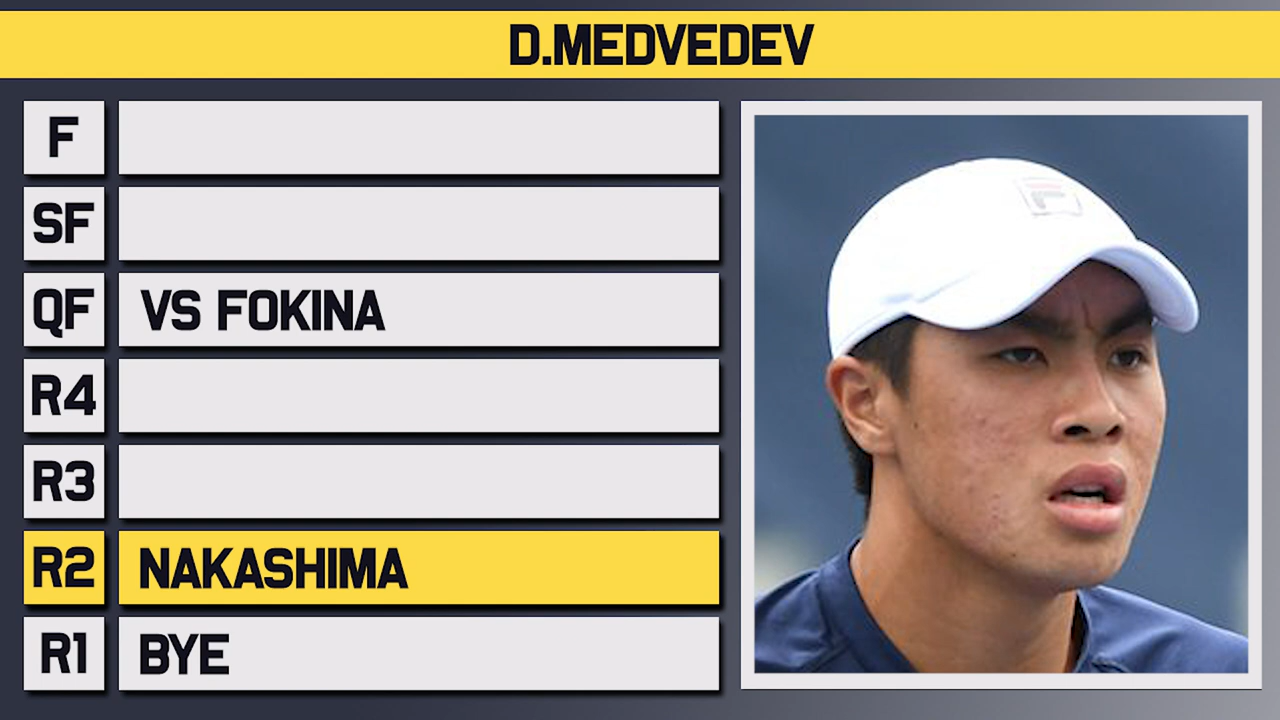 D.MEDVEDEV
F
SF
QF VS FOKINA
R4
R3
R2 NAKASHIMA
R1 BYE